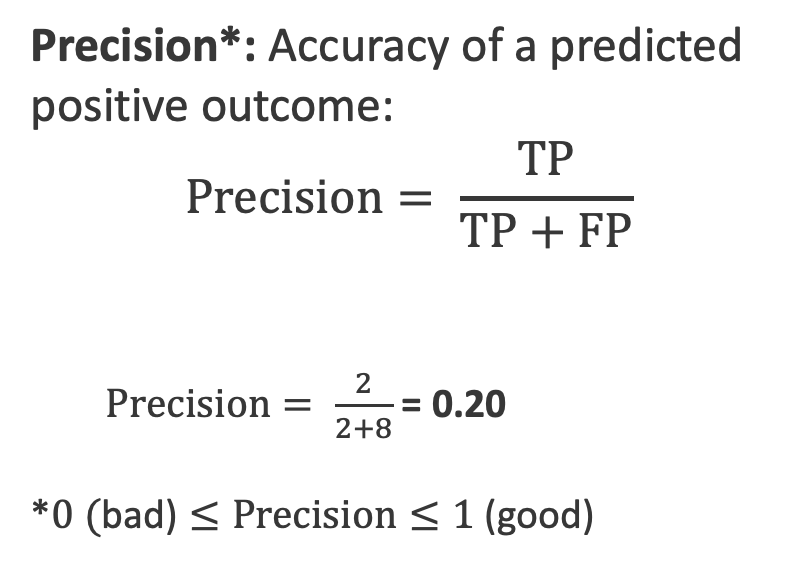 Precision*: Accuracy of a predicted
positive outcome:
Precision = TP / TP + FP
Precision = 2 / 2+8 = 0.20
*0 (bad) ≤ Precision ≤ 1 (good)